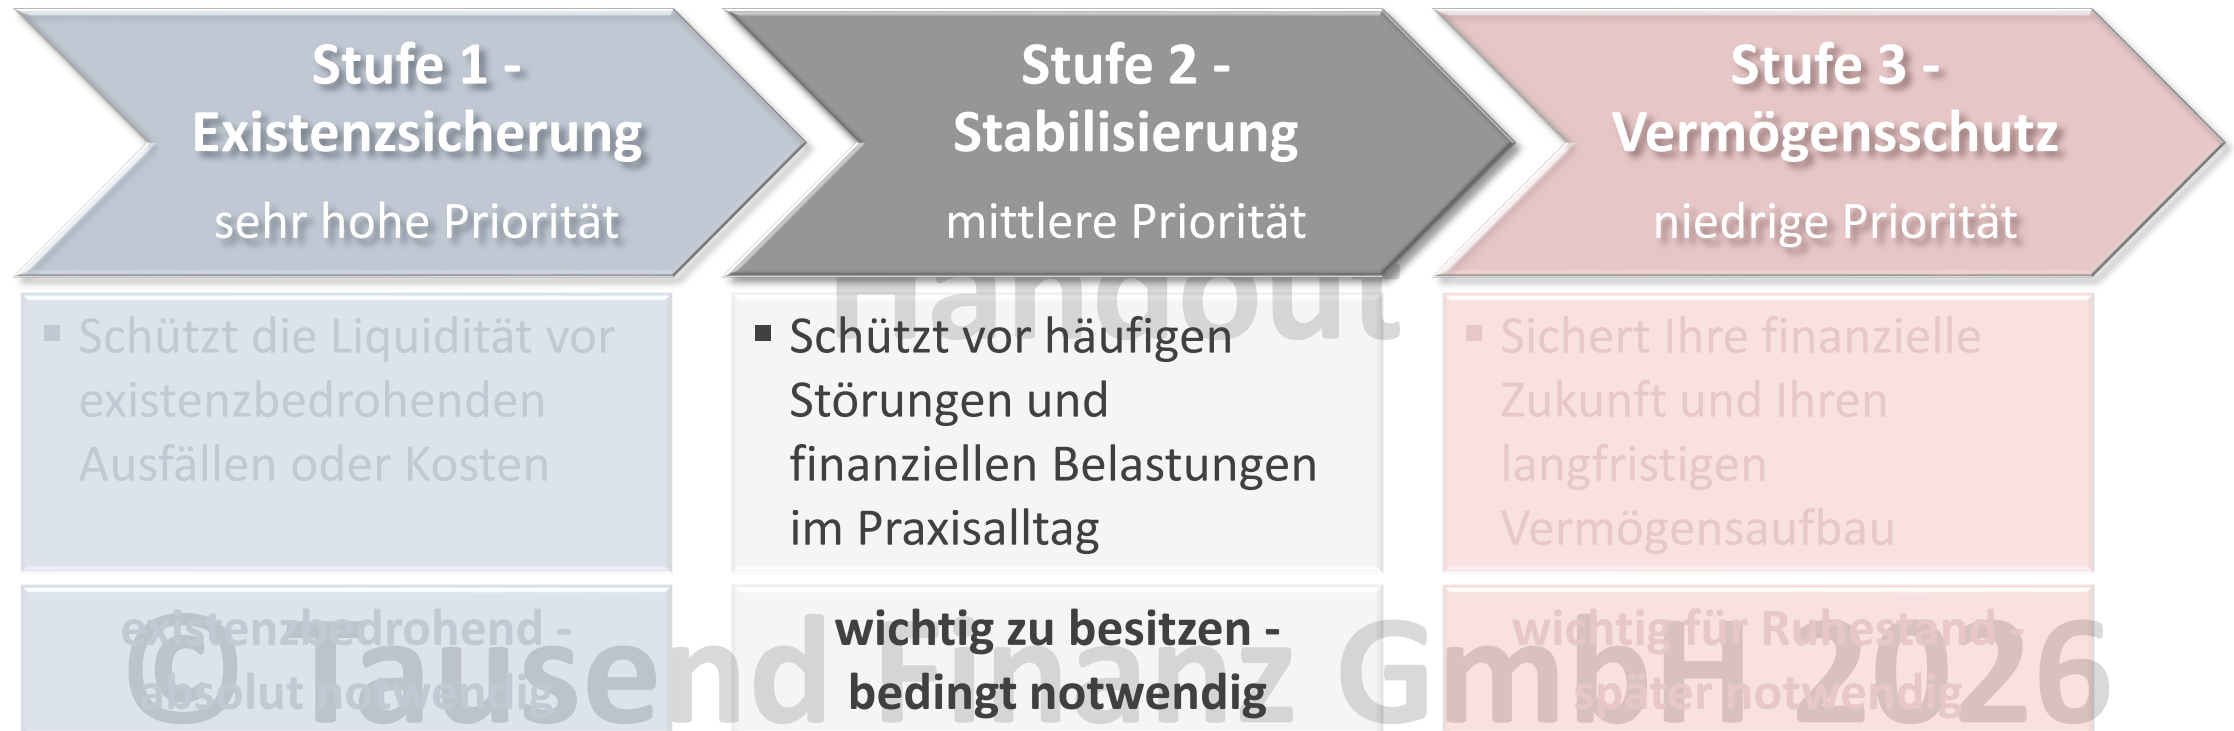 Stufe 1 -
Existenzsicherung
sehr hohe Priorität
Stufe 2 -
Stabilisierung
mittlere Priorität
Stufe 3 -
Vermögensschutz
niedrige Priorität
Handout
▪ Schützt die Liquidität vor
existenzbedrohenden
Ausfällen oder Kosten
▪ Schützt vor häufigen
Störungen und
finanziellen Belastungen
im Praxisalltag
▪ Sichert Ihre finanzielle
Zukunft und Ihren
langfristigen
Vermögensaufbau
existenzbedrohend -
absolut notwendig
wichtig zu besitzen -
bedingt notwendig
wichtig für Ruhestand -
später notwendig
© Tausend Finanz GmbH 2026